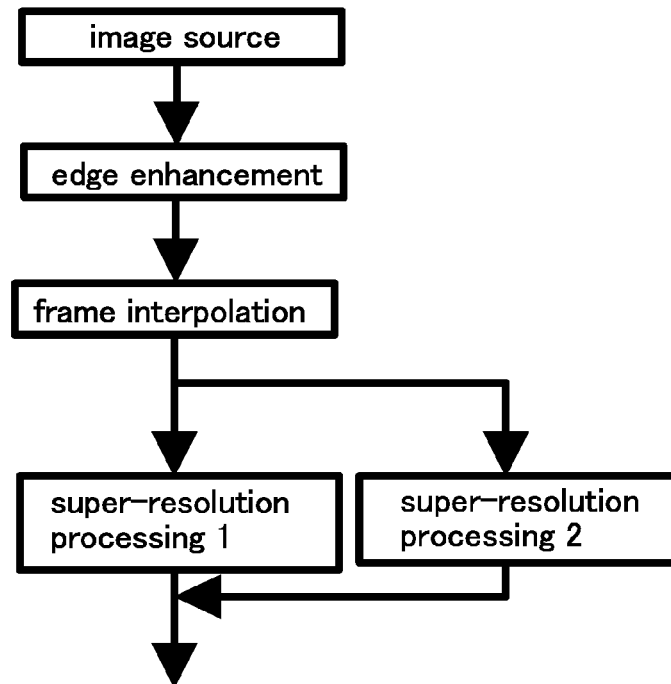 image source
edge enhancement
frame interpolation
super-resolution
processing 1
super-resolution
processing 2